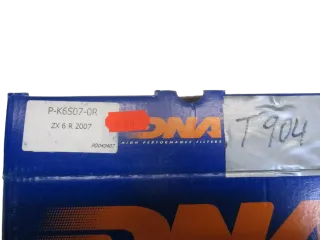 P-K6S07-0R
ZX 6 R 2007
DNA
HIGH PERFORMANCE FILTERS
T904
DNA